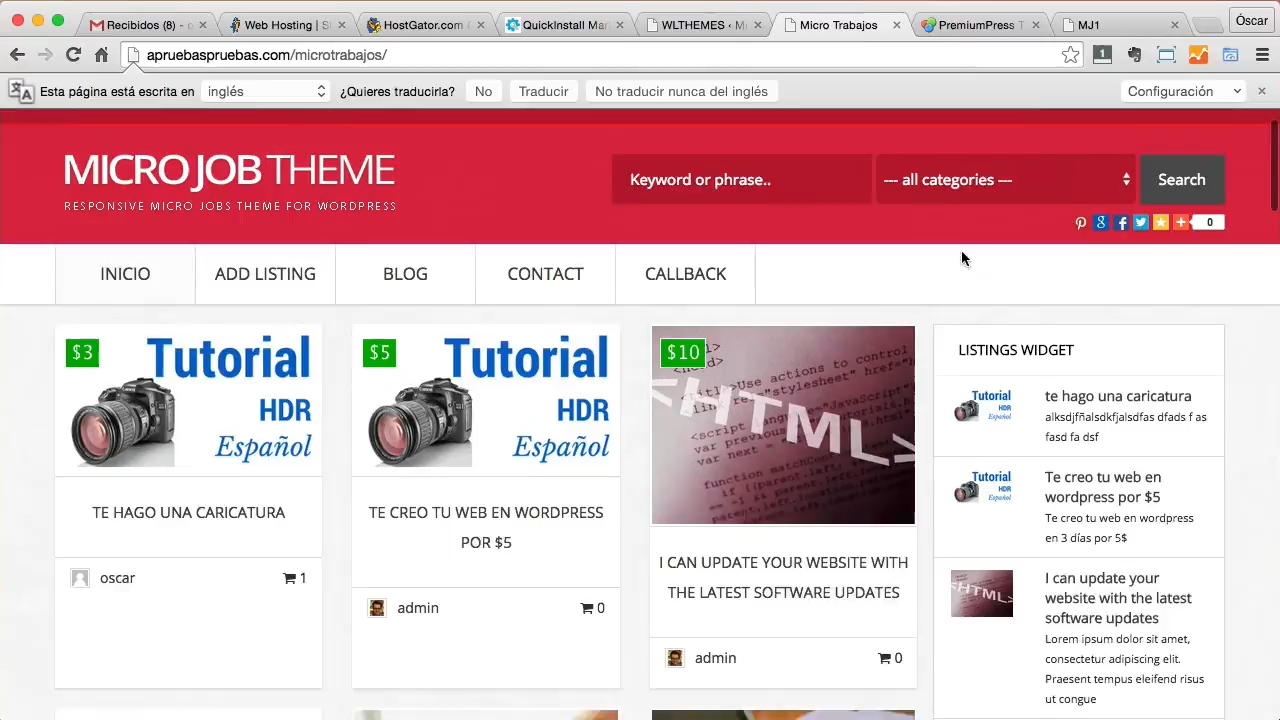 Recibidos (8) - o
Web Hosting | S
HostGator.com C
QuickInstall Mar
WLTHEMES ‹ M
Micro Trabajos
PremiumPress T
MJ1
Óscar
apruebaspruebas.com/microtrabajos/
1
Esta página está escrita en
inglés
¿Quieres traducirla?
No
Traducir
No traducir nunca del inglés
Configuración
MICRO JOB THEME
RESPONSIVE MICRO JOBS THEME FOR WORDPRESS
Keyword or phrase..
--- all categories ---
Search
0
INICIO
ADD LISTING
BLOG
CONTACT
CALLBACK
$3
Tutorial
HDR
Español
TE HAGO UNA CARICATURA
oscar
1
$5
Tutorial
HDR
Español
TE CREO TU WEB EN WORDPRESS
POR $5
admin
0
$10
<HTML>
I CAN UPDATE YOUR WEBSITE WITH
THE LATEST SOFTWARE UPDATES
admin
0
LISTINGS WIDGET
Tutorial
HDR
Español
te hago una caricatura
alksdjfñalsdkfjalsdfas dfads f as
fasd fa dsf
Tutorial
HDR
Español
Te creo tu web en
wordpress por $5
Te creo tu web en wordpress
en 3 días por 5$
I can update your
website with the latest
software updates
Lorem ipsum dolor sit amet,
consectetur adipiscing elit.
Praesent tempus eleifend risus
ut congue